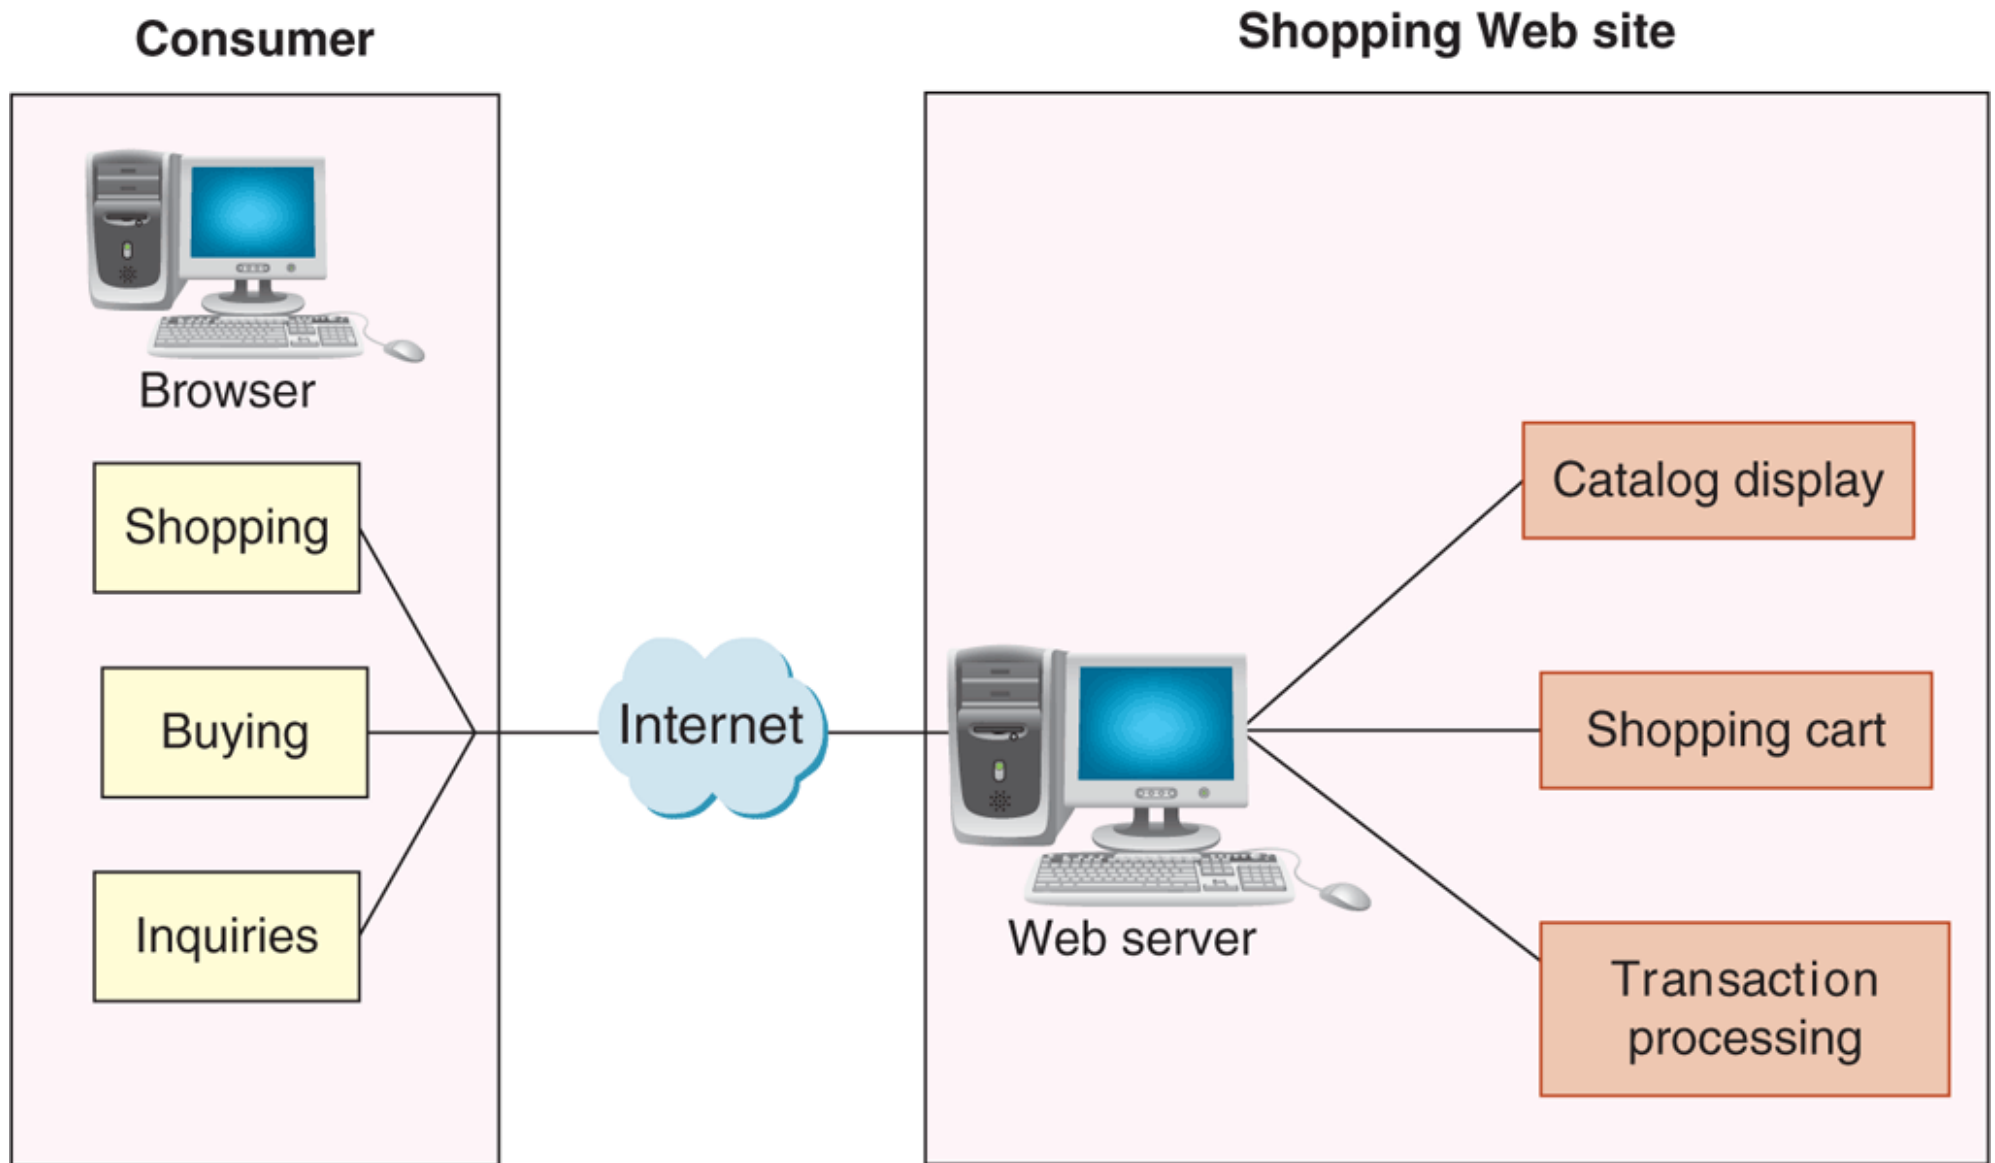 Consumer
Shopping Web site
Browser
Shopping
Buying
Inquiries
Internet
Web server
Catalog display
Shopping cart
Transaction
processing